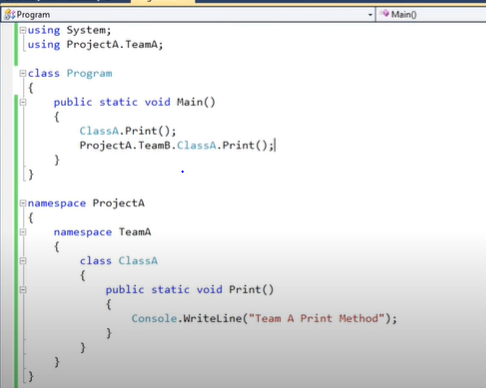 Program Main()
using System;
using ProjectA.TeamA;
class Program
{
public static void Main()
{
ClassA.Print();
ProjectA.TeamB.ClassA.Print();
}
}
namespace ProjectA
{
namespace TeamA
{
class ClassA
{
public static void Print()
{
Console.WriteLine("Team A Print Method");
}
}
}
}